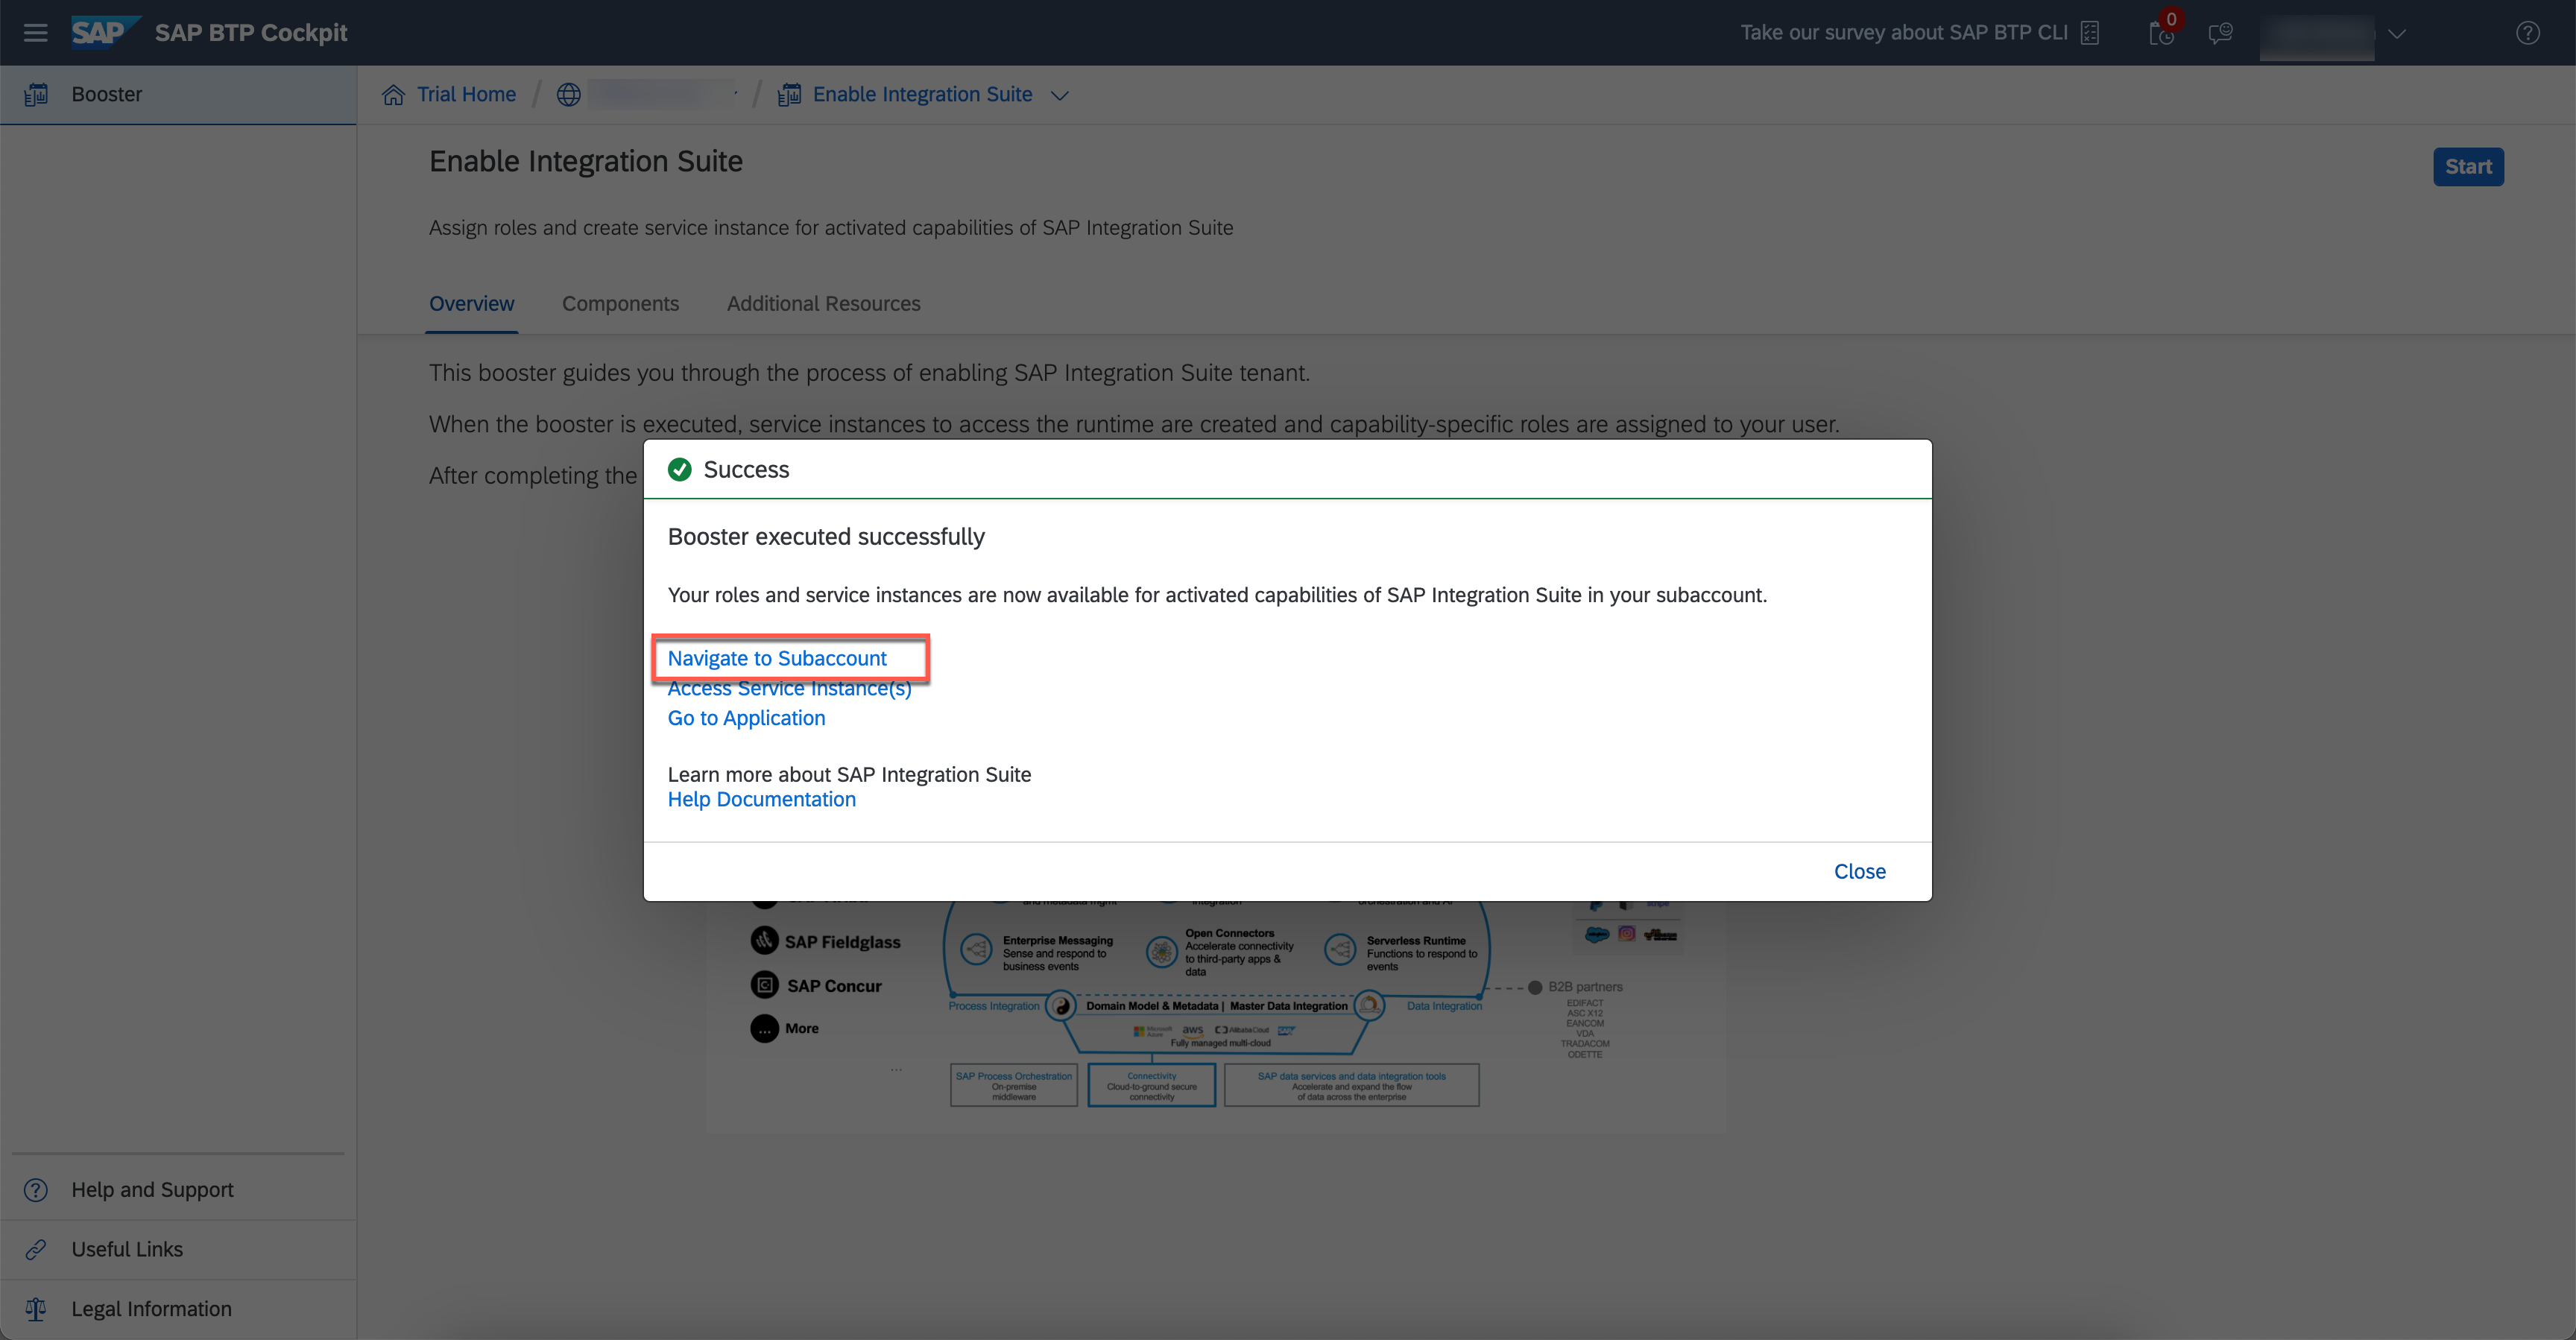 SAP SAP BTP Cockpit
Take our survey about SAP BTP CLI
0
Booster
Trial Home / / Enable Integration Suite
Enable Integration Suite
Start
Assign roles and create service instance for activated capabilities of SAP Integration Suite
Overview Components Additional Resources
This booster guides you through the process of enabling SAP Integration Suite tenant.
When the booster is executed, service instances to access the runtime are created and capability-specific roles are assigned to your user.
After completing the
Success
Booster executed successfully
Your roles and service instances are now available for activated capabilities of SAP Integration Suite in your subaccount.
Navigate to Subaccount
Access Service Instance(s)
Go to Application
Learn more about SAP Integration Suite
Help Documentation
Close
SAP Fieldglass
SAP Concur
... More
...
Enterprise Messaging
Sense and respond to
business events
Open Connectors
Accelerate connectivity
to third-party apps &
data
Serverless Runtime
Functions to respond to
events
Process Integration
Domain Model & Metadata | Master Data Integration
Data Integration
Microsoft
Azure
aws
Alibaba Cloud
SAP
Fully managed multi-cloud
B2B partners
EDIFACT
ASC X12
EANCOM
VDA
TRADACOM
ODETTE
SAP Process Orchestration
On-premise
middleware
Connectivity
Cloud-to-ground secure
connectivity
SAP data services and data integration tools
Accelerate and expand the flow
of data across the enterprise
Help and Support
Useful Links
Legal Information